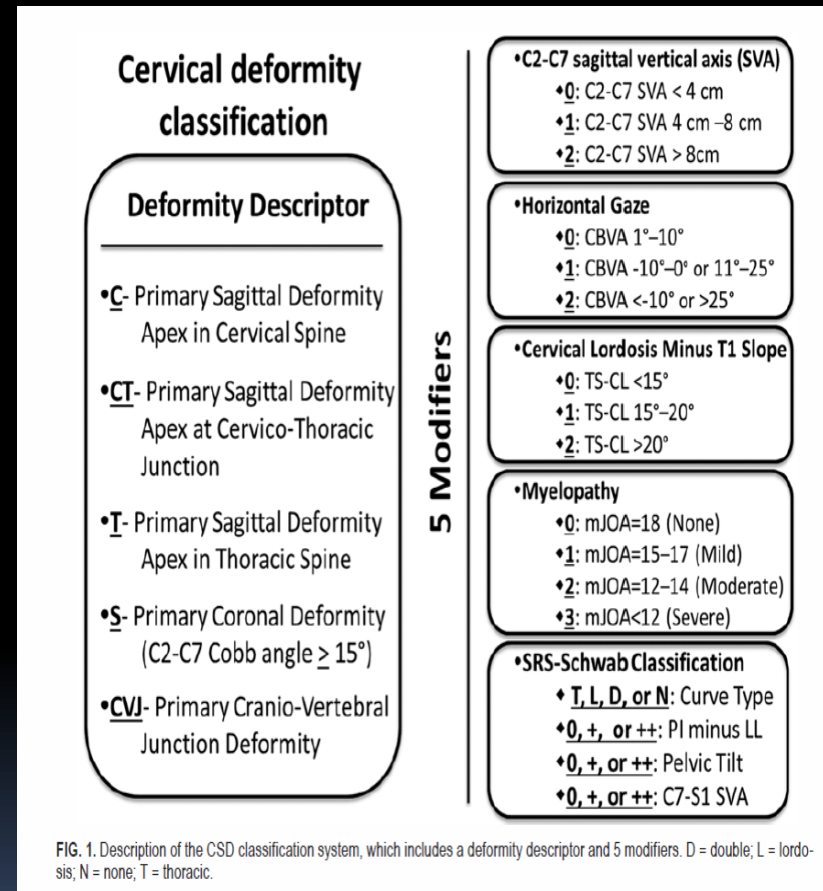 Cervical deformity
classification
Deformity Descriptor
•C- Primary Sagittal Deformity
Apex in Cervical Spine
•CT- Primary Sagittal Deformity
Apex at Cervico-Thoracic
Junction
•T- Primary Sagittal Deformity
Apex in Thoracic Spine
•S- Primary Coronal Deformity
(C2-C7 Cobb angle ≥ 15°)
•CVJ- Primary Cranio-Vertebral
Junction Deformity
5 Modifiers
•C2-C7 sagittal vertical axis (SVA)
♦0: C2-C7 SVA < 4 cm
♦1: C2-C7 SVA 4 cm –8 cm
♦2: C2-C7 SVA > 8cm
•Horizontal Gaze
♦0: CBVA 1°–10°
♦1: CBVA -10°–0° or 11°–25°
♦2: CBVA <-10° or >25°
•Cervical Lordosis Minus T1 Slope
♦0: TS-CL <15°
♦1: TS-CL 15°–20°
♦2: TS-CL >20°
•Myelopathy
♦0: mJOA=18 (None)
♦1: mJOA=15–17 (Mild)
♦2: mJOA=12–14 (Moderate)
♦3: mJOA<12 (Severe)
•SRS-Schwab Classification
♦ T, L, D, or N: Curve Type
♦0, +, or ++: PI minus LL
♦0, +, or ++: Pelvic Tilt
♦0, +, or ++: C7-S1 SVA
FIG. 1. Description of the CSD classification system, which includes a deformity descriptor and 5 modifiers. D = double; L = lordo-
sis; N = none; T = thoracic.